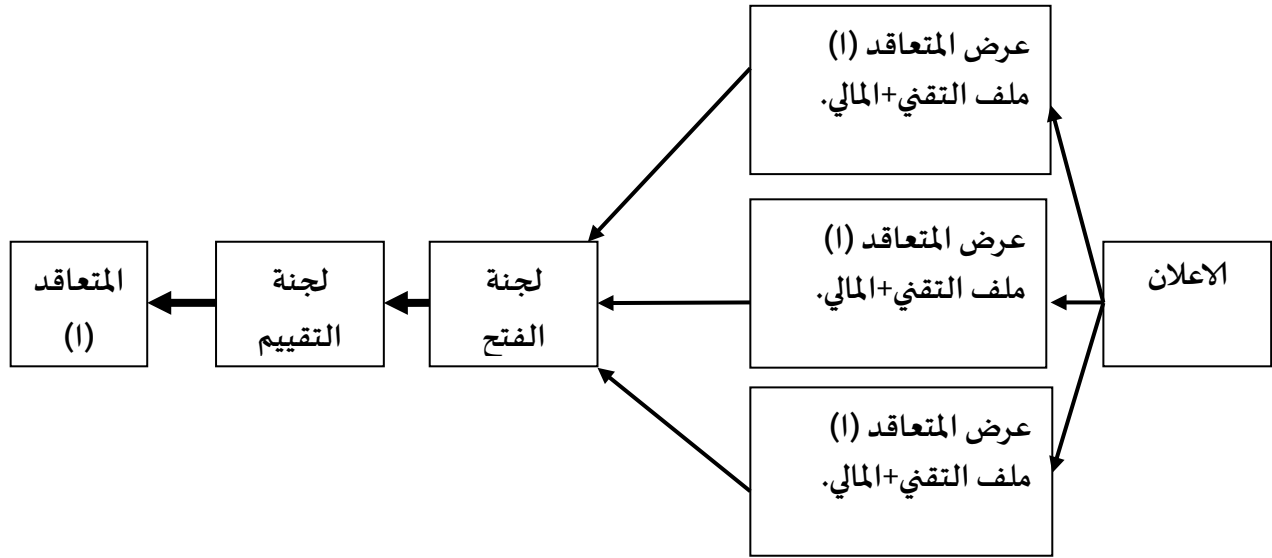 الاعلان
عرض المتعاقد (ا)
ملف التقني+المالي.
عرض المتعاقد (ا)
ملف التقني+المالي.
عرض المتعاقد (ا)
ملف التقني+المالي.
لجنة
الفتح
لجنة
التقييم
المتعاقد
(ا)